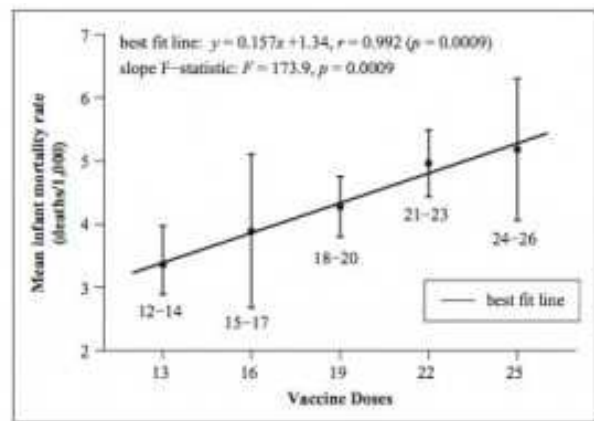 best fit line: y = 0.157x +1.34, r = 0.992 (p = 0.0009)
slope F-statistic: F = 173.9, p = 0.0009
Mean infant mortality rate
(deaths/1,000)
7
6
5
4
3
2
12-14
15-17
18-20
21-23
24-26
best fit line
13
16
19
22
25
Vaccine Doses